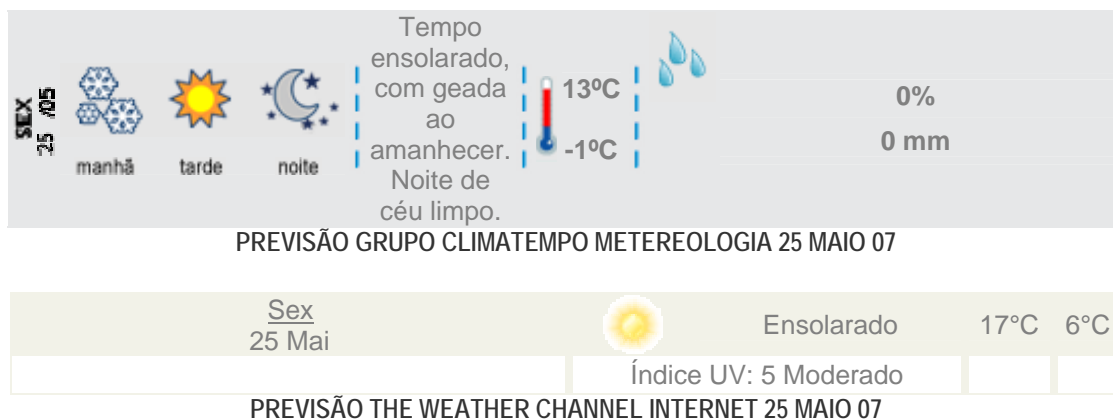 SEX
25 /05
manhã
tarde
noite
Tempo
ensolarado,
com geada
ao
amanhecer.
Noite de
céu limpo.
13ºC
-1ºC
0%
0 mm
PREVISÃO GRUPO CLIMATEMPO METEREOLOGIA 25 MAIO 07
Sex
25 Mai
Ensolarado
17°C
6°C
Índice UV: 5 Moderado
PREVISÃO THE WEATHER CHANNEL INTERNET 25 MAIO 07